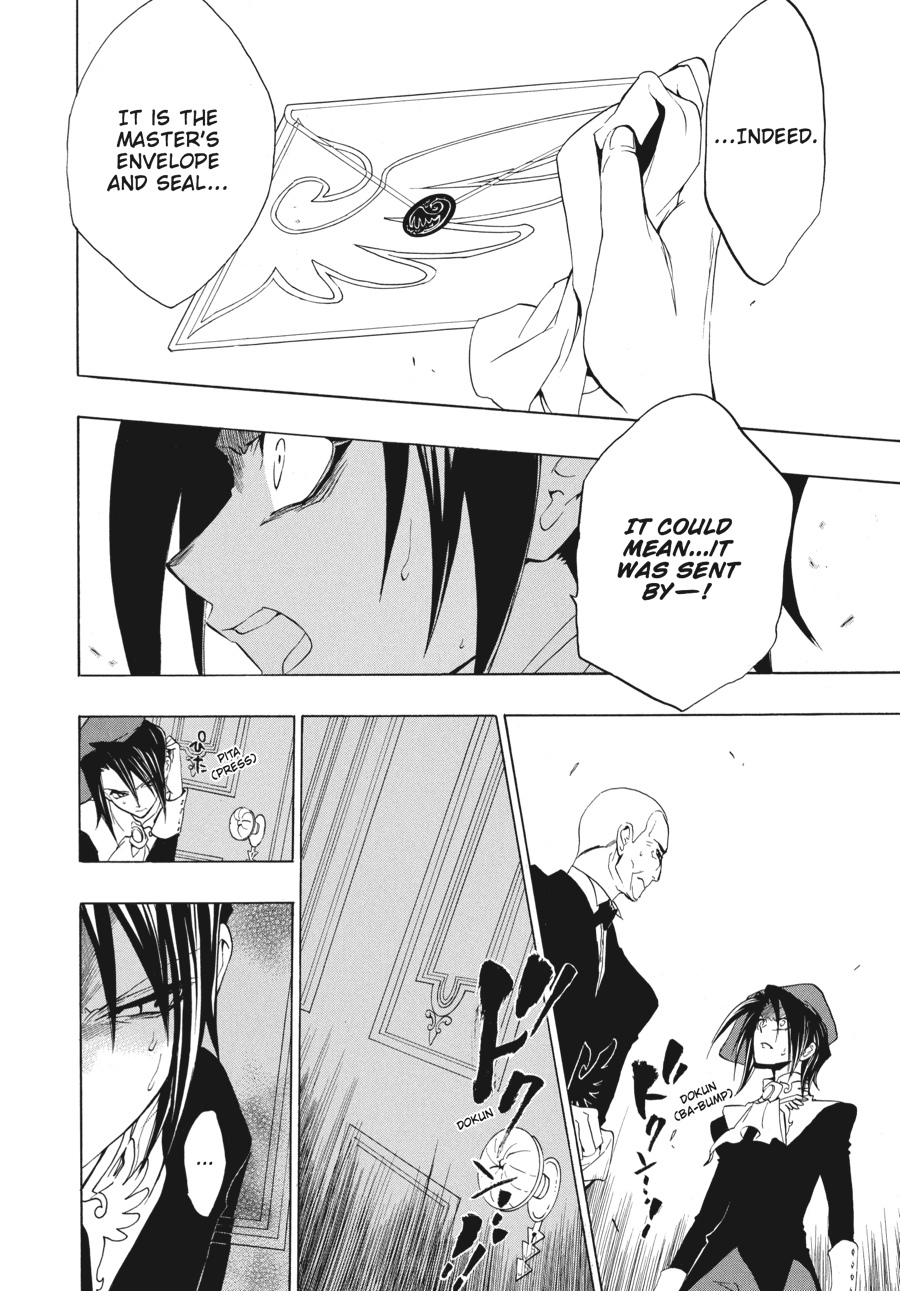 ...INDEED.
IT IS THE
MASTER'S
ENVELOPE
AND SEAL...
IT COULD
MEAN...IT
WAS SENT
BY—!
ドクン…
DOKUN
(BA-BUMP)
ドクン…
DOKUN
ぴた
PITA
(PRESS)
...